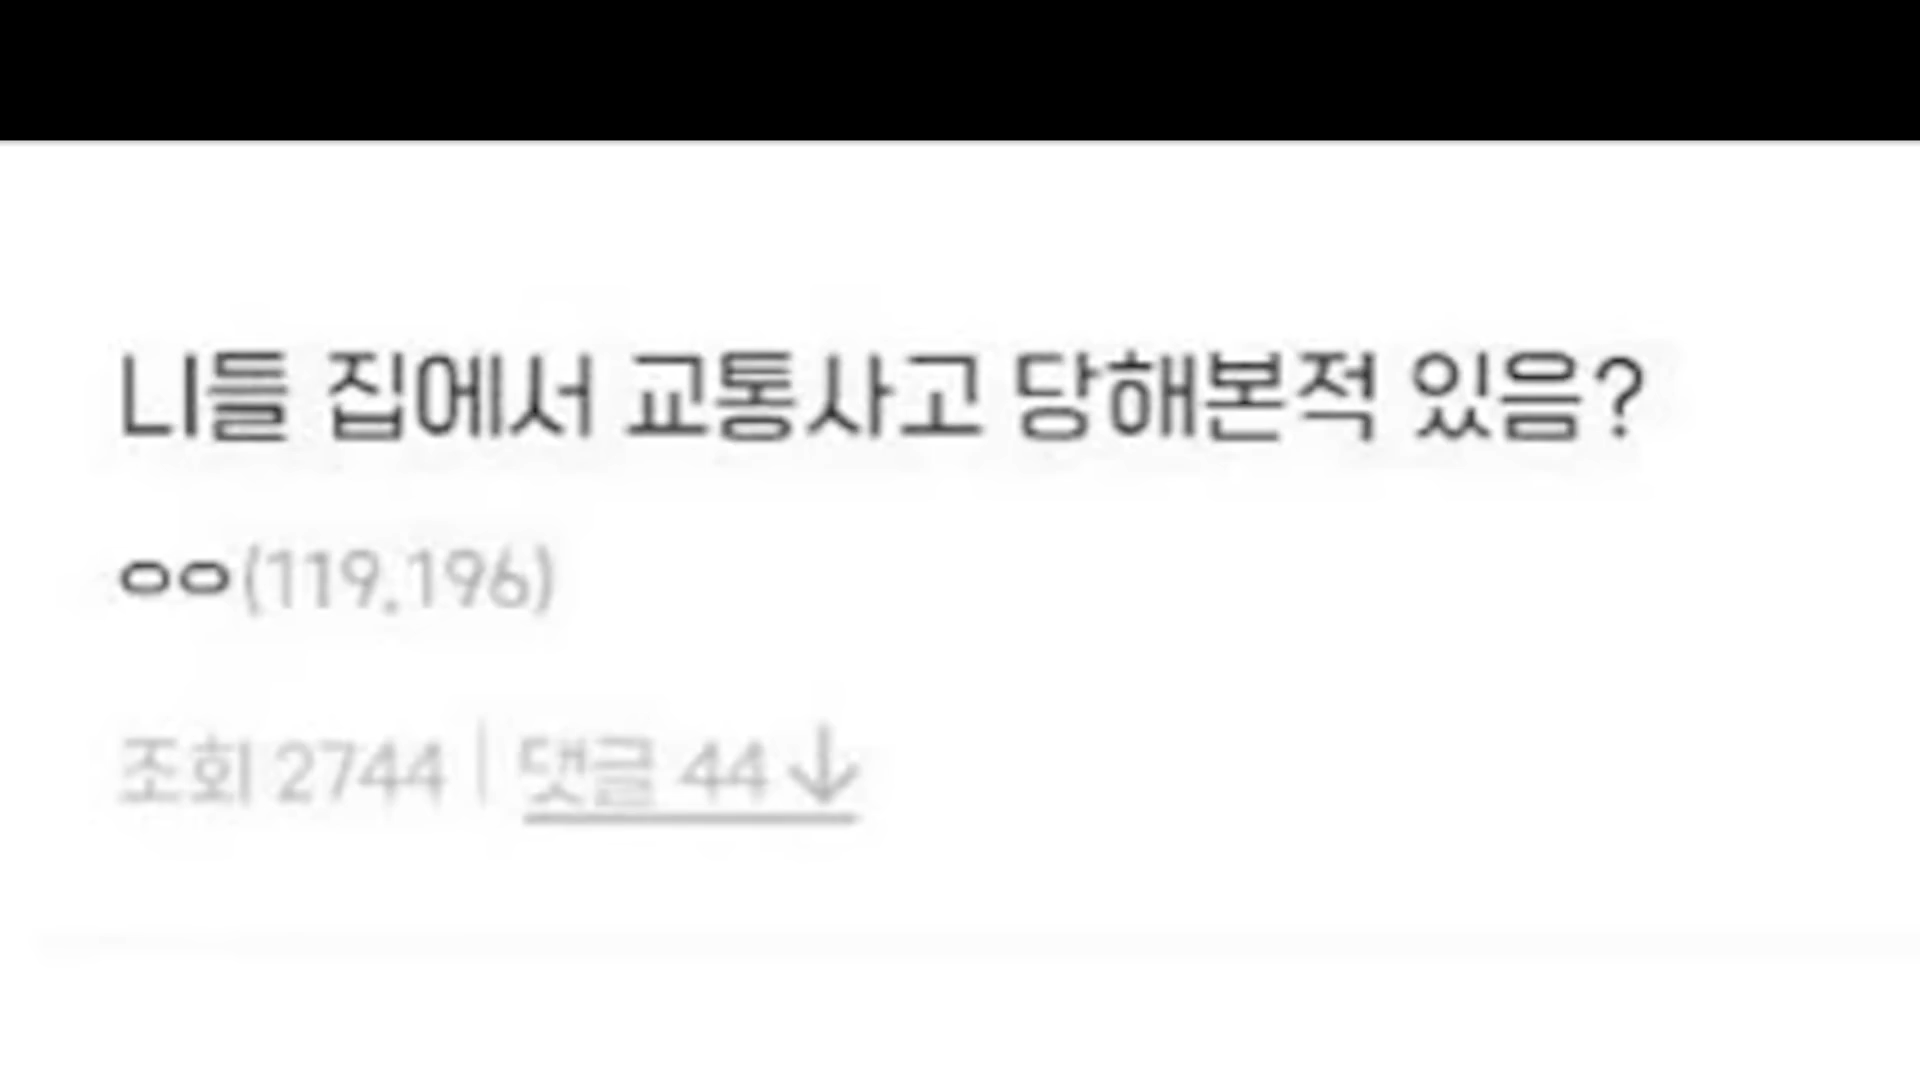 니들 집에서 교통사고 당해본적 있음?
ㅇㅇ(119.196)
조회 2744 | 댓글 44 ↓